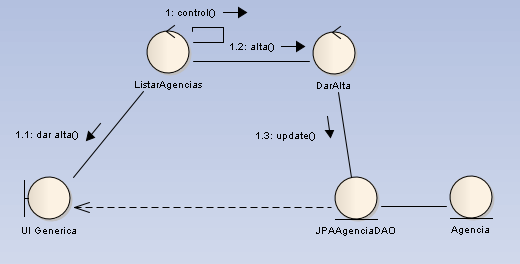 1: control()
1.2: alta()
ListarAgencias
DarAlta
1.1: dar alta()
1.3: update()
UI Generica
JPAAgenciaDAO
Agencia